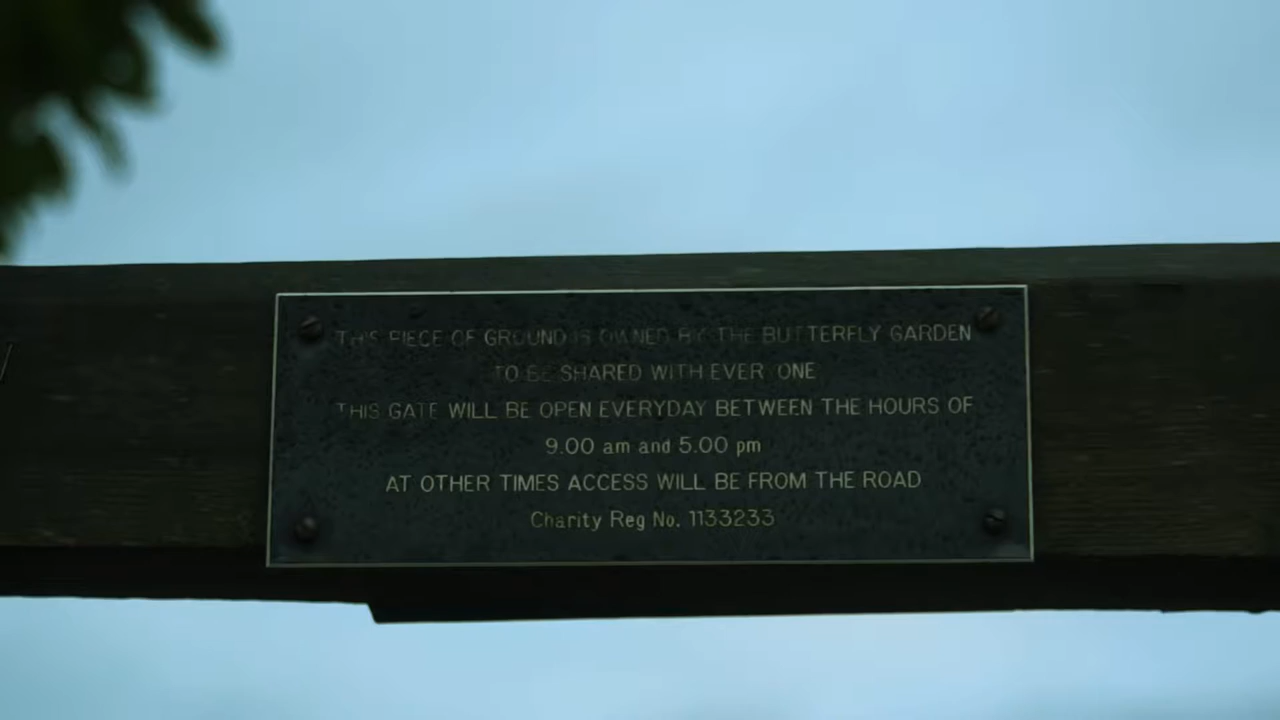 THIS PIECE OF GROUND IS OWNED BY THE BUTTERFLY GARDEN
TO BE SHARED WITH EVERYONE
THIS GATE WILL BE OPEN EVERYDAY BETWEEN THE HOURS OF
9.00 am and 5.00 pm
AT OTHER TIMES ACCESS WILL BE FROM THE ROAD
Charity Reg No. 1133233